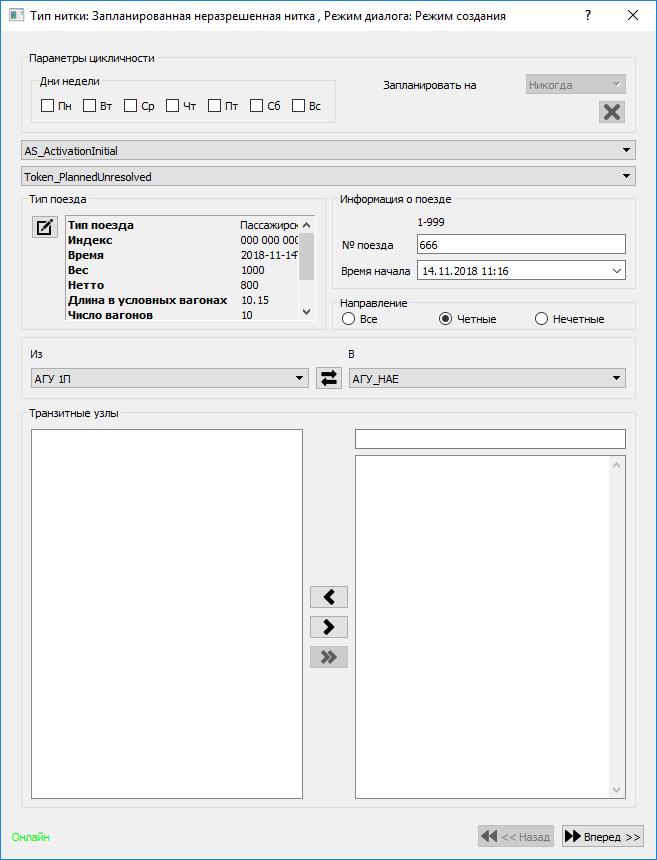 Тип нитки: Запланированная неразрешенная нитка , Режим диалога: Режим создания ?
Параметры цикличности
Дни недели
Запланировать на Никогда
Пн Вт Ср Чт Пт Сб Вс
AS_ActivationInitial
Token_PlannedUnresolved
Тип поезда
Тип поезда Пассажирск
Индекс 000 000 000
Время 2018-11-14
Вес 1000
Нетто 800
Длина в условных вагонах 10.15
Число вагонов 10
Информация о поезде
1-999
№ поезда 666
Время начала 14.11.2018 11:16
Направление
Все Четные Нечетные
Из В
АГУ 1П АГУ_НАЕ
Транзитные узлы
Онлайн << Назад Вперед >>